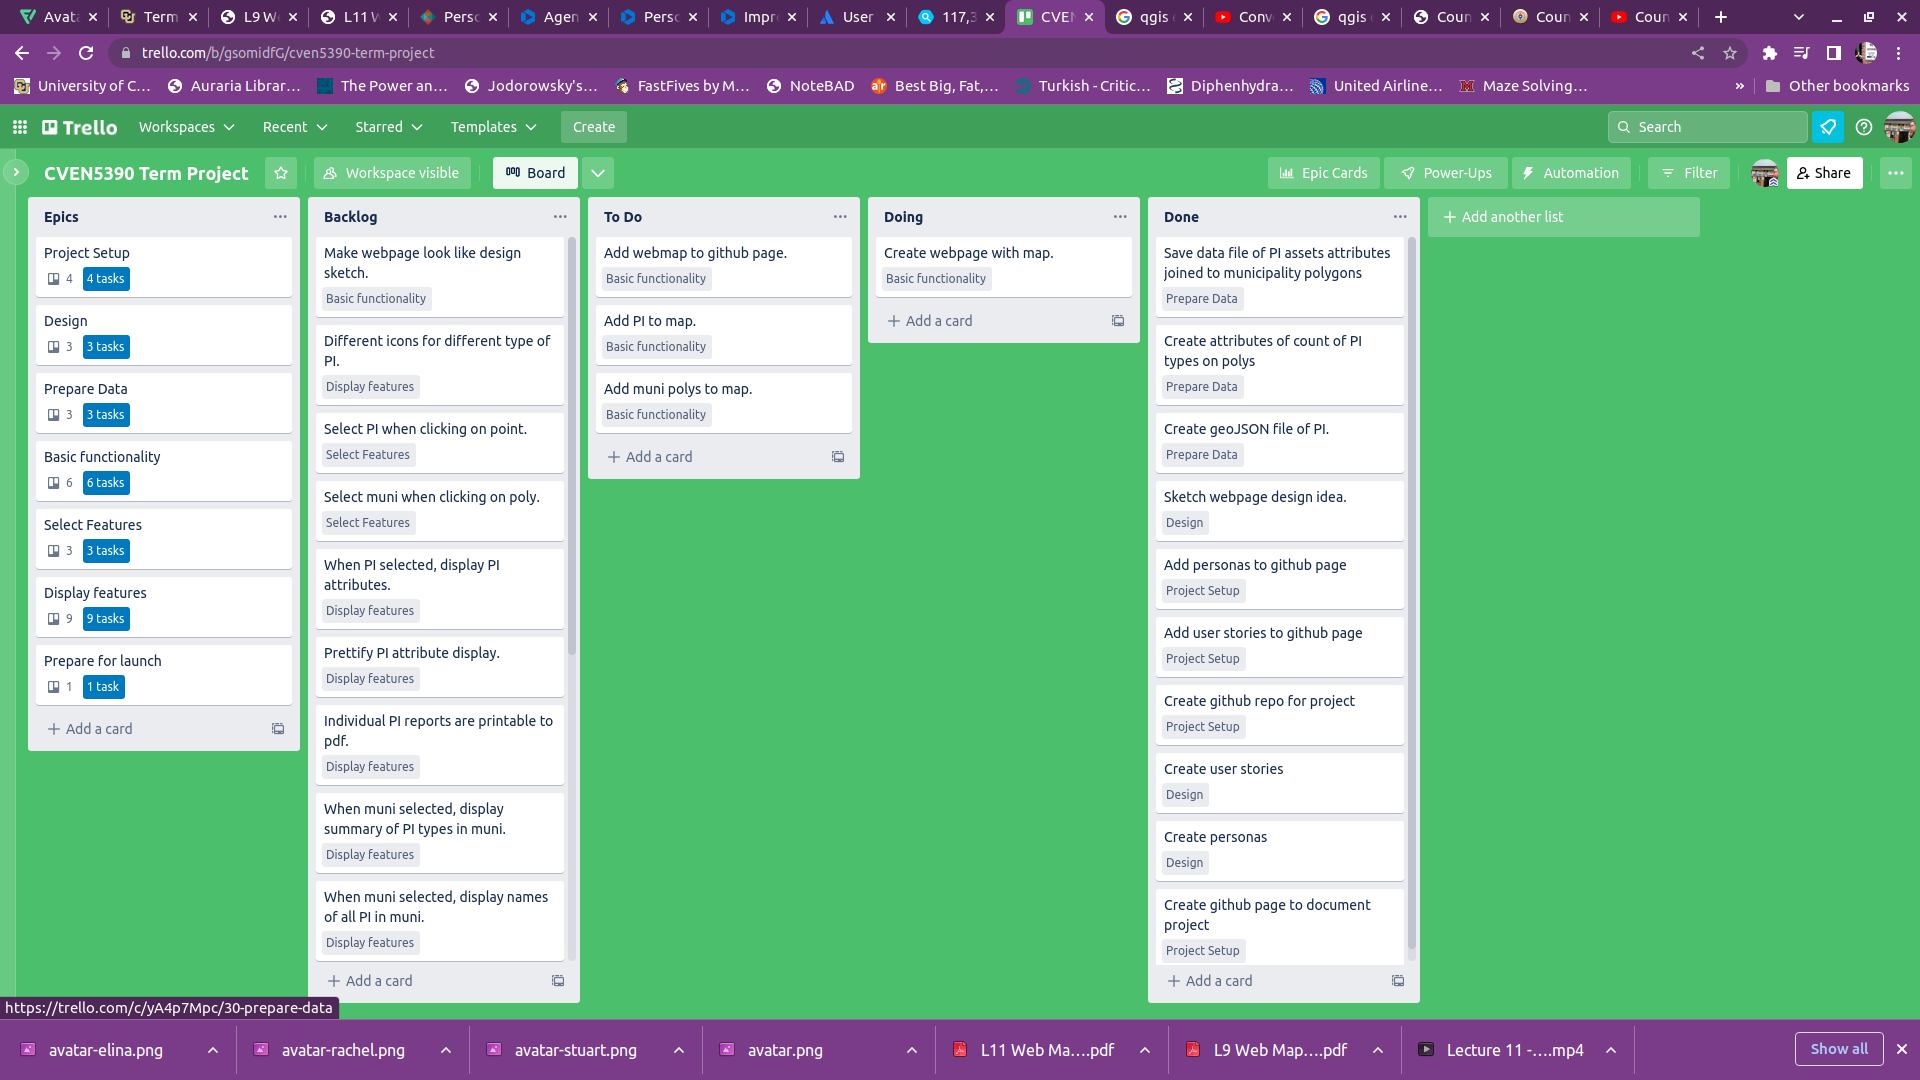 Avata
Term
L9 W
L11 W
Perso
Agen
Perso
Impro
User
117,3
CVEN
qgis
Conv
qgis
Coun
Coun
Coun
trello.com/b/gsomidfG/cven5390-term-project
University of C…
Auraria Librar…
The Power an…
Jodorowsky's…
FastFives by M…
NoteBAD
Best Big, Fat,…
Turkish - Critic…
Diphenhydra…
United Airline…
Maze Solving…
»
Other bookmarks
Trello
Workspaces
Recent
Starred
Templates
Create
Search
CVEN5390 Term Project
Workspace visible
Board
Epic Cards
Power-Ups
Automation
Filter
Share
Epics
Project Setup
4 4 tasks
Design
3 3 tasks
Prepare Data
3 3 tasks
Basic functionality
6 6 tasks
Select Features
3 3 tasks
Display features
9 9 tasks
Prepare for launch
1 1 task
+ Add a card
Backlog
Make webpage look like design
sketch.
Basic functionality
Different icons for different type of
PI.
Display features
Select PI when clicking on point.
Select Features
Select muni when clicking on poly.
Select Features
When PI selected, display PI
attributes.
Display features
Prettify PI attribute display.
Display features
Individual PI reports are printable to
pdf.
Display features
When muni selected, display
summary of PI types in muni.
Display features
When muni selected, display names
of all PI in muni.
Display features
+ Add a card
To Do
Add webmap to github page.
Basic functionality
Add PI to map.
Basic functionality
Add muni polys to map.
Basic functionality
+ Add a card
Doing
Create webpage with map.
Basic functionality
+ Add a card
Done
Save data file of PI assets attributes
joined to municipality polygons
Prepare Data
Create attributes of count of PI
types on polys
Prepare Data
Create geoJSON file of PI.
Prepare Data
Sketch webpage design idea.
Design
Add personas to github page
Project Setup
Add user stories to github page
Project Setup
Create github repo for project
Project Setup
Create user stories
Design
Create personas
Design
Create github page to document
project
Project Setup
+ Add a card
+ Add another list
https://trello.com/c/yA4p7Mpc/30-prepare-data
avatar-elina.png
avatar-rachel.png
avatar-stuart.png
avatar.png
L11 Web Ma….pdf
L9 Web Map….pdf
Lecture 11 -….mp4
Show all